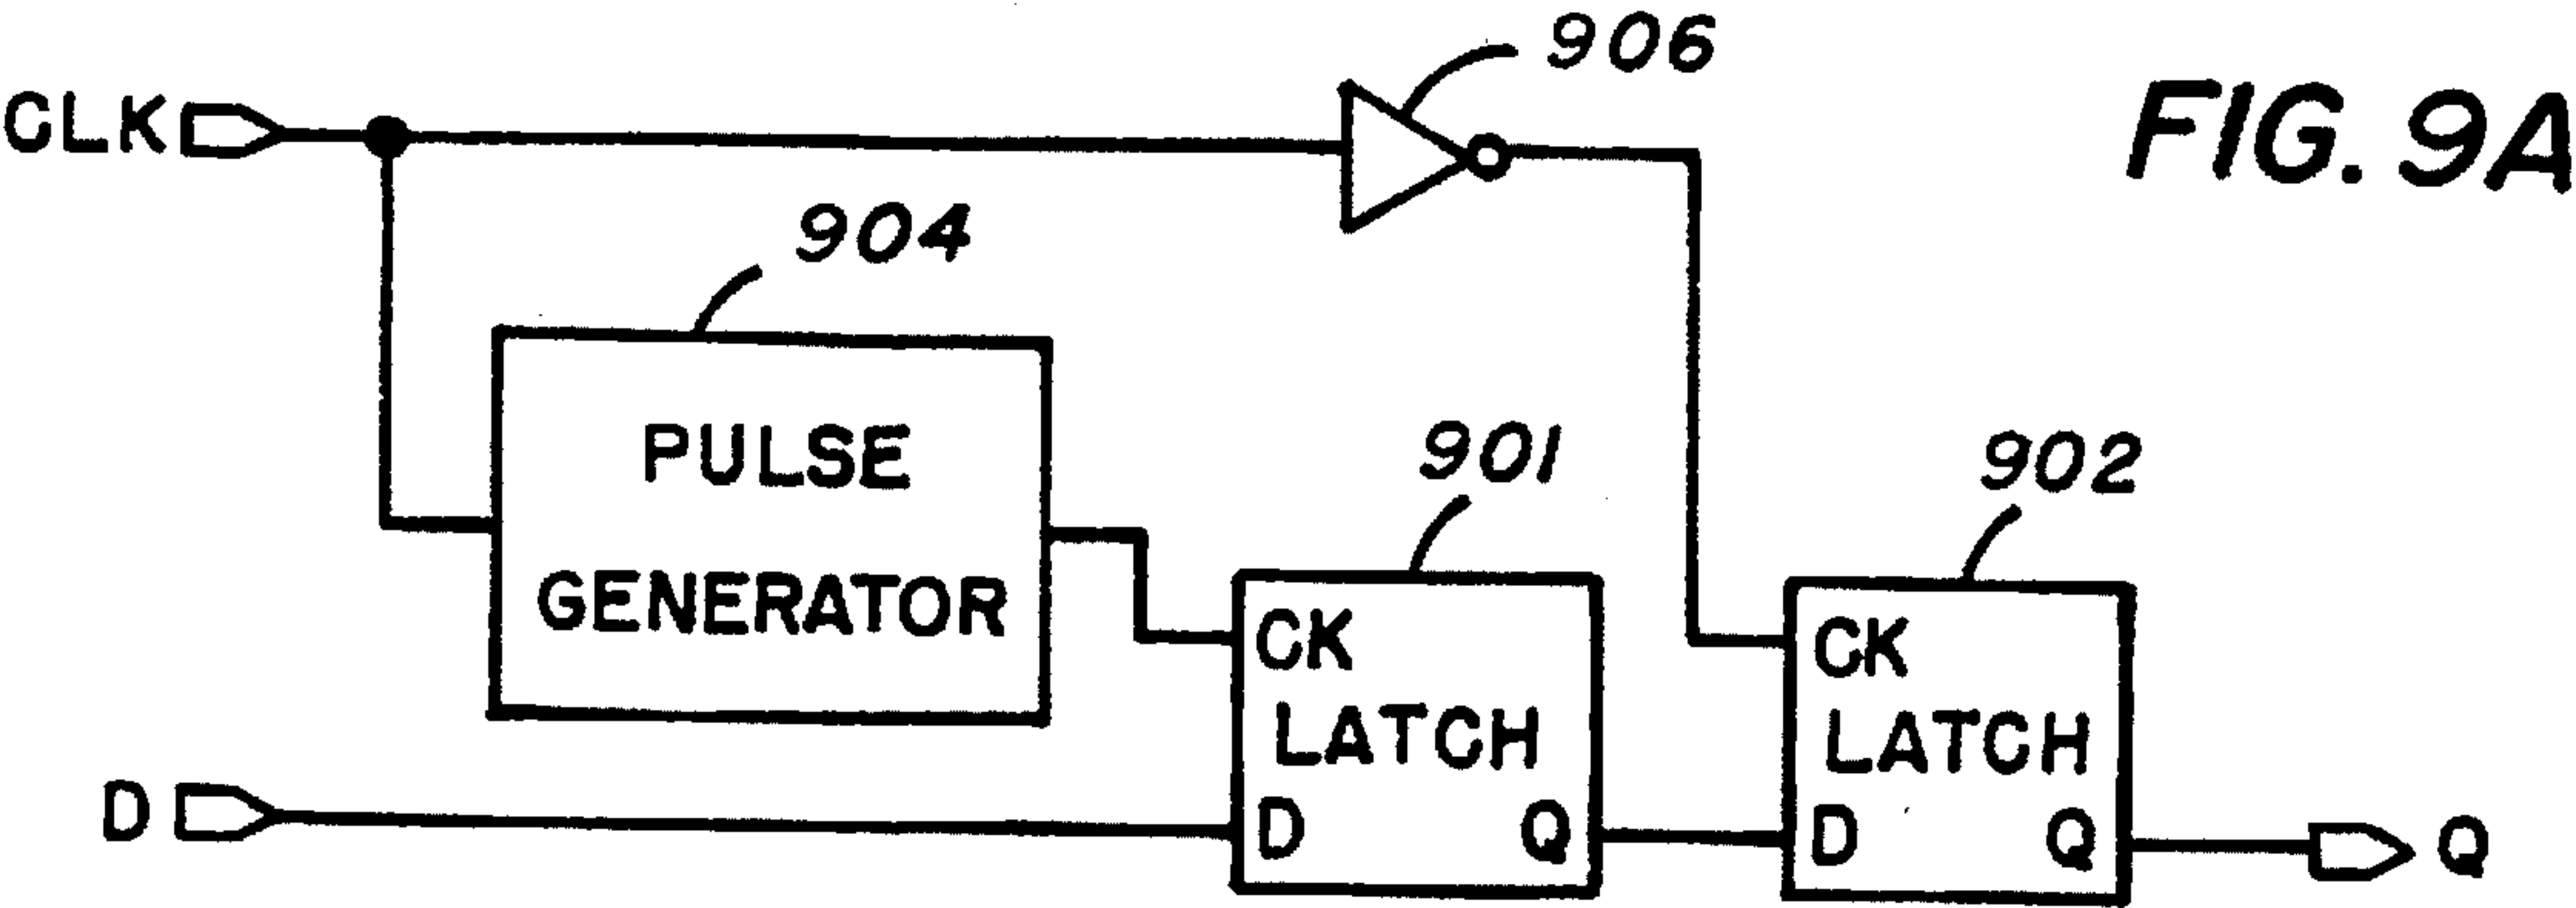 906
CLK
FIG. 9A
904
PULSE
GENERATOR
901
902
CK
LATCH
D Q
CK
LATCH
D Q
D
Q